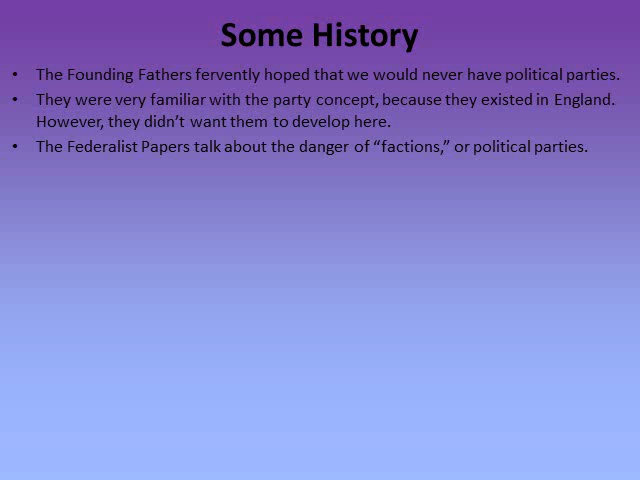 Some History
• The Founding Fathers fervently hoped that we would never have political parties.
• They were very familiar with the party concept, because they existed in England.
However, they didn’t want them to develop here.
• The Federalist Papers talk about the danger of “factions,” or political parties.